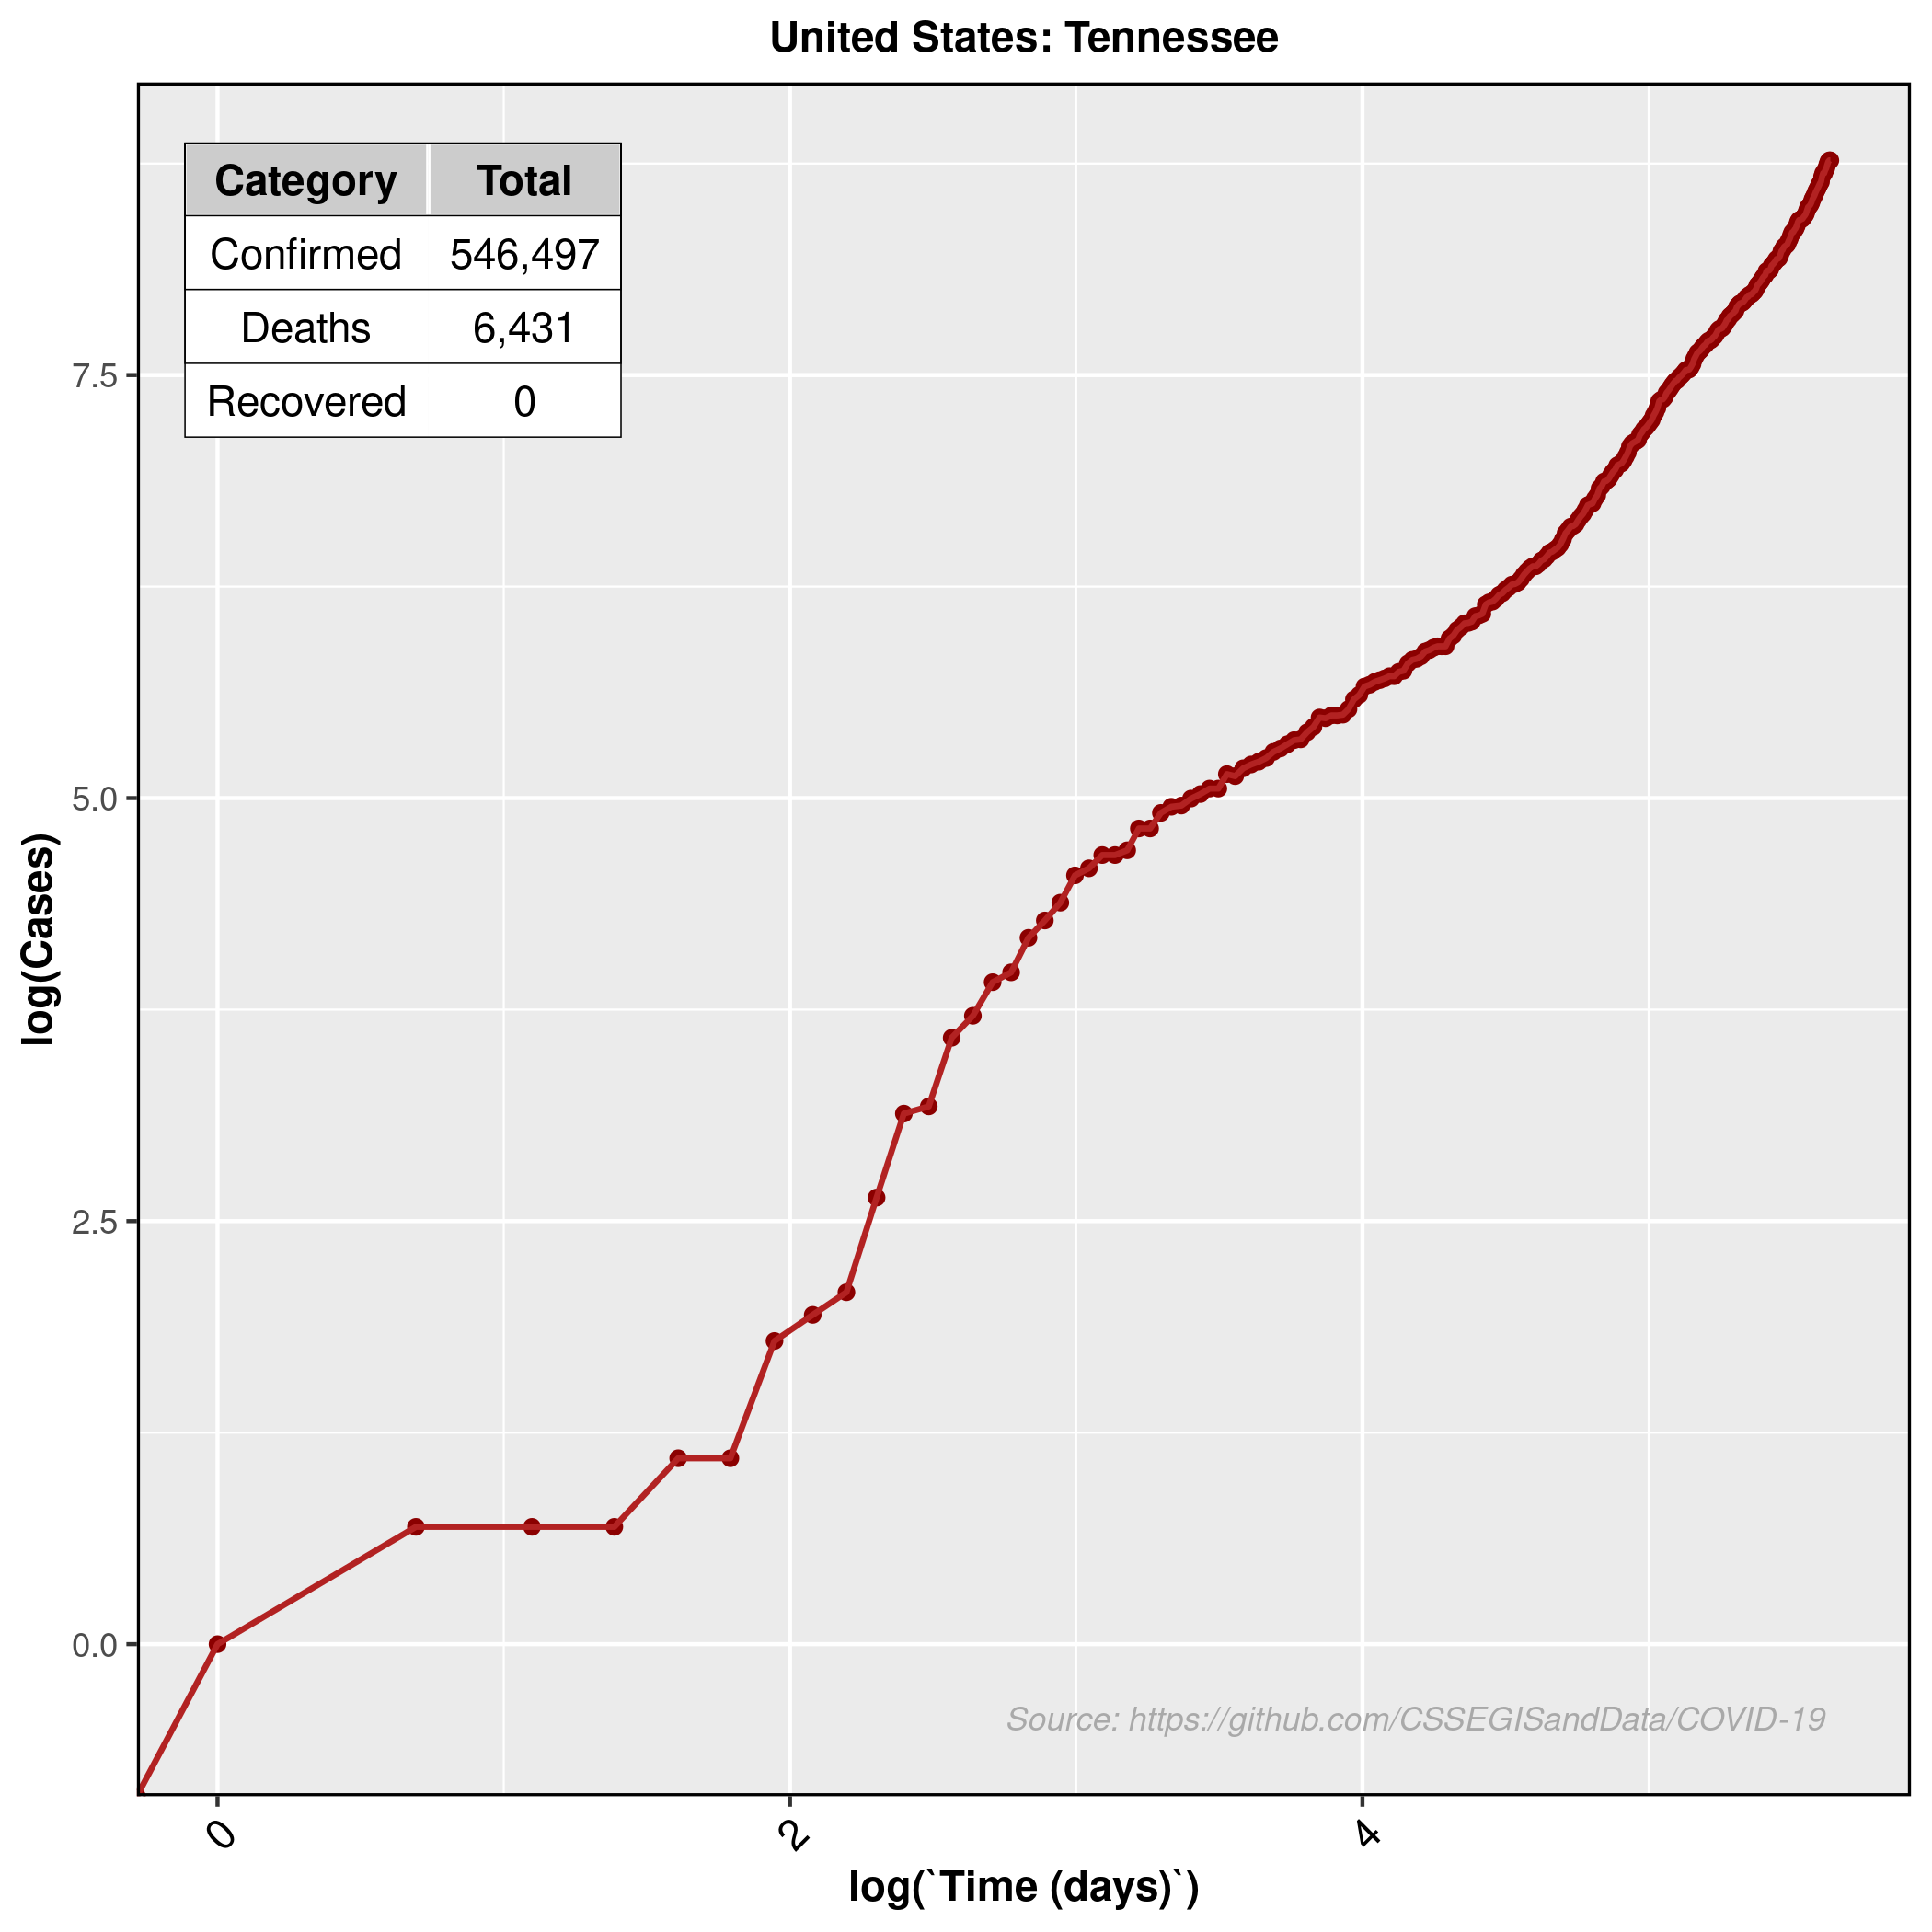 United States: Tennessee
Category Total
Confirmed 546,497
Deaths 6,431
Recovered 0
7.5
5.0
2.5
0.0
log(Cases)
Source: https://github.com/CSSEGISandData/COVID-19
0 2 4
log(`Time (days)`)